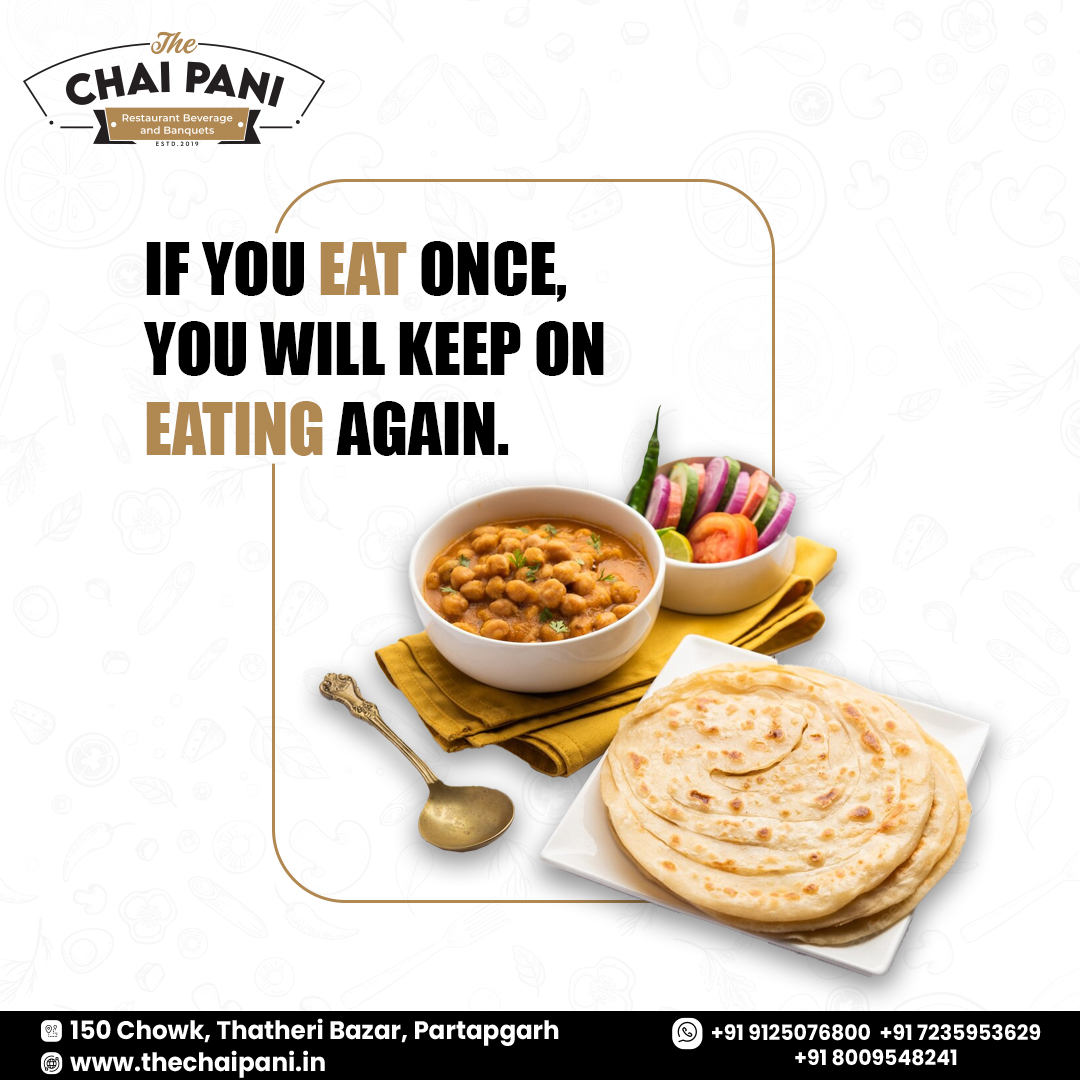 The
CHAI PANI
Restaurant Beverage
and Banquets
ESTD.2019
IF YOU EAT ONCE,
YOU WILL KEEP ON
EATING AGAIN.
150 Chowk, Thatheri Bazar, Partapgarh
www.thechaipani.in
+91 9125076800 +91 7235953629
+91 8009548241